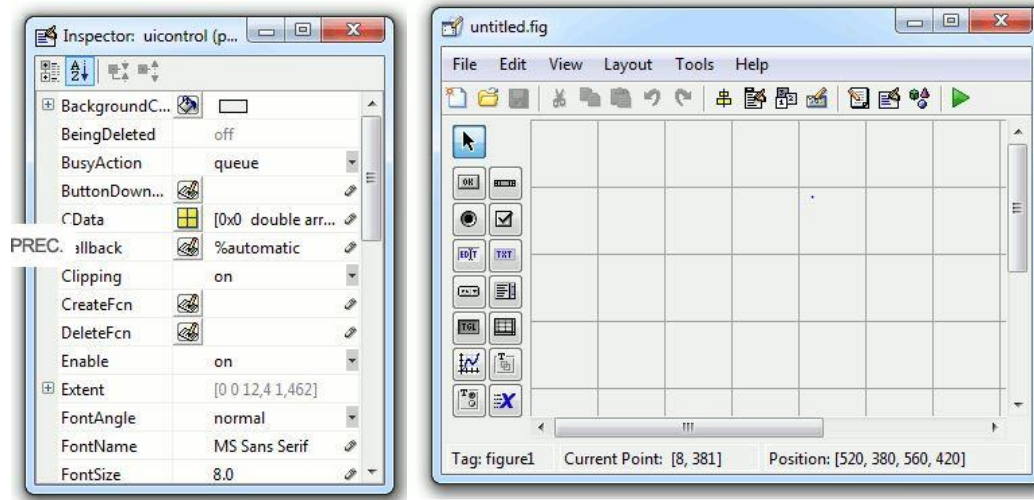 Inspector: uicontrol (p...
BackgroundC...
BeingDeleted off
BusyAction queue
ButtonDown...
CData [0x0 double arr...
PREC. allback %automatic
Clipping on
CreateFcn
DeleteFcn
Enable on
Extent [0 0 12,4 1,462]
FontAngle normal
FontName MS Sans Serif
FontSize 8.0
untitled.fig
File Edit View Layout Tools Help
OK
EDIT TXT
TGL
Tag: figure1 Current Point: [8, 381] Position: [520, 380, 560, 420]